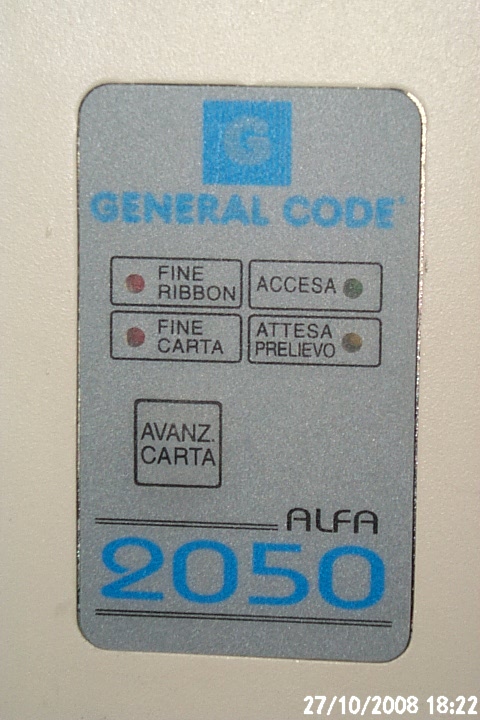 G
GENERAL CODE
FINE
RIBBON
ACCESA
FINE
CARTA
ATTESA
PRELIEVO
AVANZ.
CARTA
ALFA
2050
27/10/2008 18:22